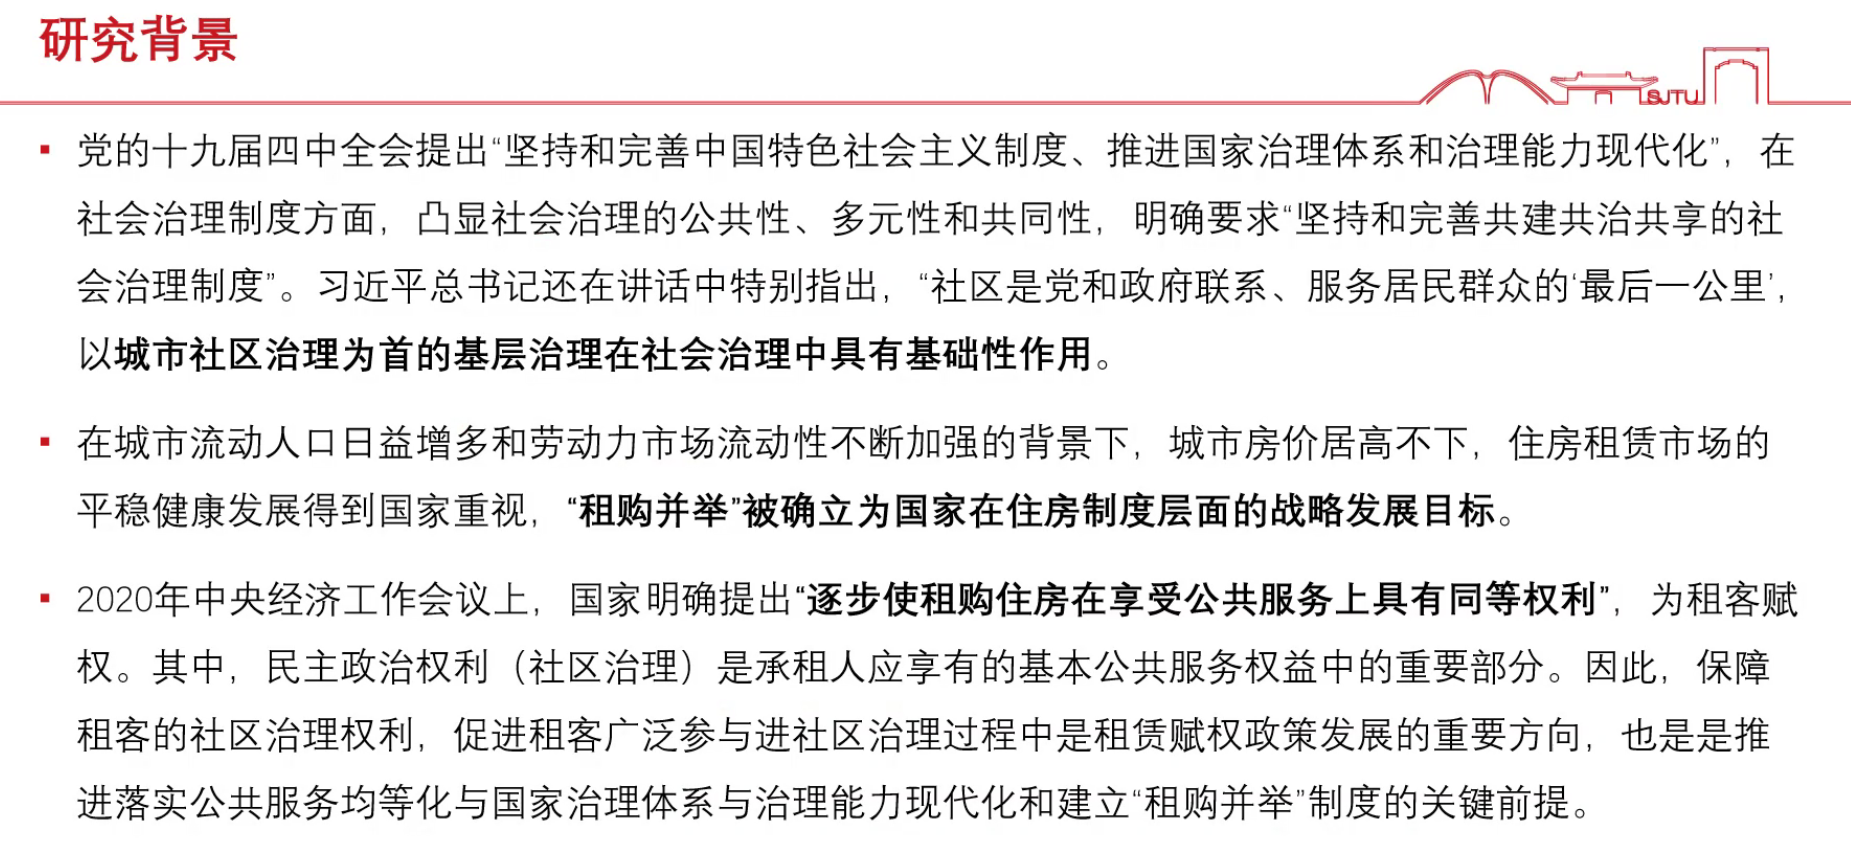 研究背景
SJTU
▪ 党的十九届四中全会提出“坚持和完善中国特色社会主义制度、推进国家治理体系和治理能力现代化”，在
社会治理制度方面，凸显社会治理的公共性、多元性和共同性，明确要求“坚持和完善共建共治共享的社
会治理制度”。习近平总书记还在讲话中特别指出，“社区是党和政府联系、服务居民群众的‘最后一公里’，
以城市社区治理为首的基层治理在社会治理中具有基础性作用。
▪ 在城市流动人口日益增多和劳动力市场流动性不断加强的背景下，城市房价居高不下，住房租赁市场的
平稳健康发展得到国家重视，“租购并举”被确立为国家在住房制度层面的战略发展目标。
▪ 2020年中央经济工作会议上，国家明确提出“逐步使租购住房在享受公共服务上具有同等权利”，为租客赋
权。其中，民主政治权利（社区治理）是承租人应享有的基本公共服务权益中的重要部分。因此，保障
租客的社区治理权利，促进租客广泛参与进社区治理过程中是租赁赋权政策发展的重要方向，也是是推
进落实公共服务均等化与国家治理体系与治理能力现代化和建立“租购并举”制度的关键前提。